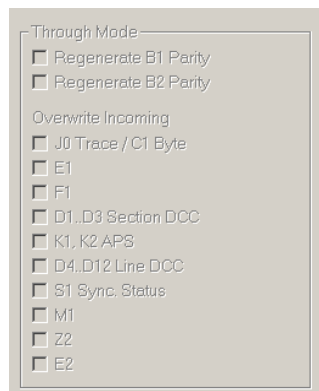 Through Mode
Regenerate B1 Parity
Regenerate B2 Parity
Overwrite Incoming
J0 Trace / C1 Byte
E1
F1
D1..D3 Section DCC
K1, K2 APS
D4..D12 Line DCC
S1 Sync. Status
M1
Z2
E2